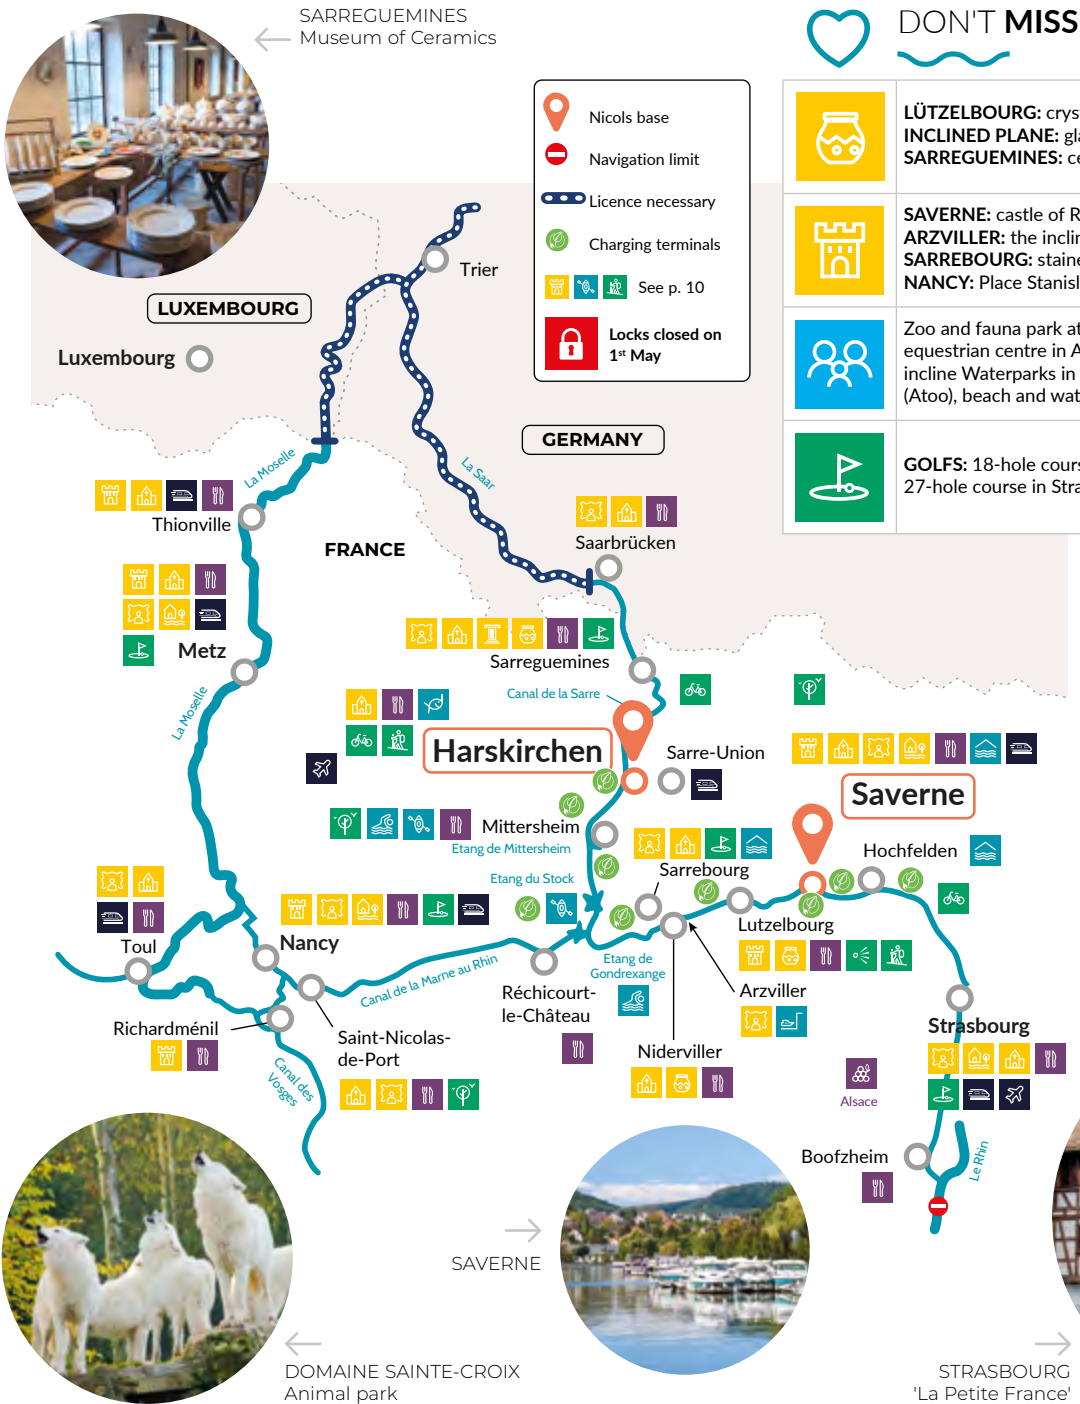 SARREGUEMINES
Museum of Ceramics
DON'T MISS
Nicols base
Navigation limit
Licence necessary
Charging terminals
See p. 10
Locks closed on
1st May
LÜTZELBOURG: crys
INCLINED PLANE: gla
SARREGUEMINES: ce
SAVERNE: castle of R
ARZVILLER: the inclin
SARREBOURG: staine
NANCY: Place Stanisl
Zoo and fauna park at
equestrian centre in A
incline Waterparks in
(Atoo), beach and wat
GOLFS: 18-hole cours
27-hole course in Stra
Trier
LUXEMBOURG
Luxembourg
GERMANY
La Moselle
La Saar
Thionville
FRANCE
Saarbrücken
Metz
Sarreguemines
Canal de la Sarre
La Moselle
Harskirchen
Sarre-Union
Saverne
Mittersheim
Etang de Mittersheim
Hochfelden
Sarrebourg
Etang du Stock
Lutzelbourg
Toul
Nancy
Canal de la Marne au Rhin
Etang de
Gondrexange
Réchicourt-
le-Château
Arzviller
Richardménil
Saint-Nicolas-
de-Port
Strasbourg
Niderviller
Canal des
Vosges
Alsace
Boofzheim
Le Rhin
SAVERNE
DOMAINE SAINTE-CROIX
Animal park
STRASBOURG
'La Petite France'